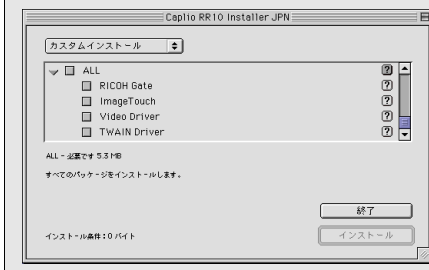 Caplio RR10 Installer JPN
カスタムインストール
ALL
RICOH Gate
ImageTouch
Video Driver
TWAIN Driver
ALL - 必要です 5.3 MB
すべてのパッケージをインストールします。
終了
インストール条件：0 バイト
インストール